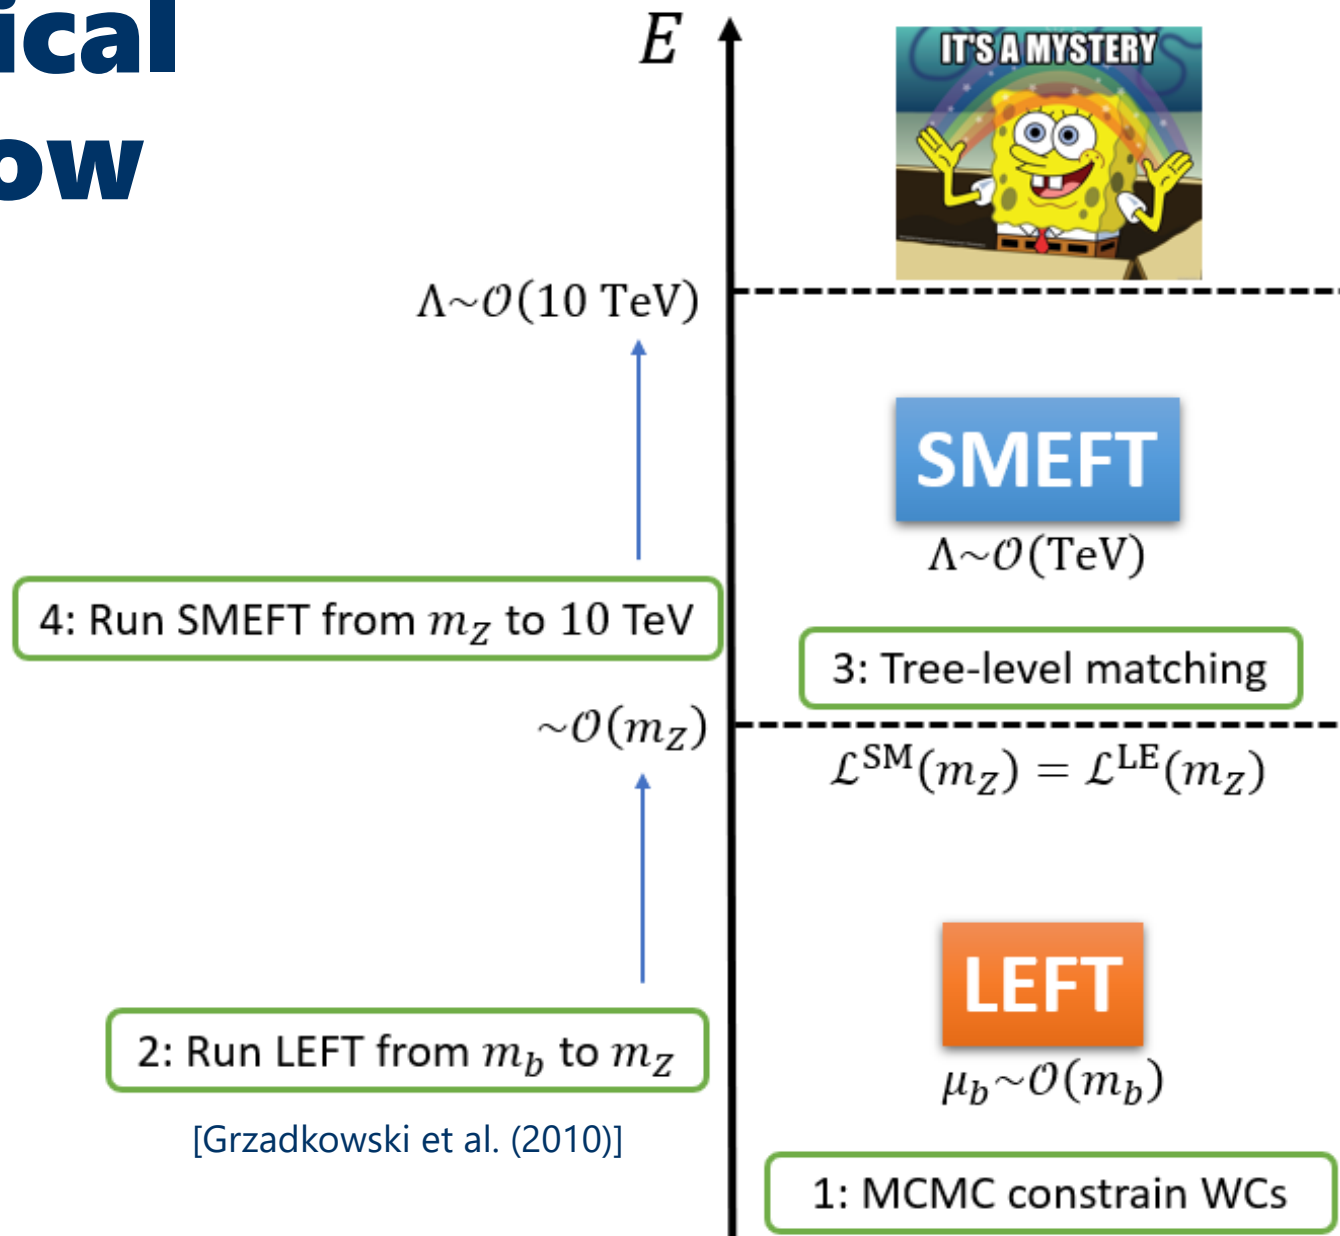 ical
ow
E
IT'S A MYSTERY
Λ~𝒪(10 TeV)
SMEFT
Λ~𝒪(TeV)
4: Run SMEFT from m_Z to 10 TeV
3: Tree-level matching
~𝒪(m_Z)
ℒ^SM(m_Z) = ℒ^LE(m_Z)
LEFT
2: Run LEFT from m_b to m_Z
μ_b~𝒪(m_b)
[Grzadkowski et al. (2010)]
1: MCMC constrain WCs